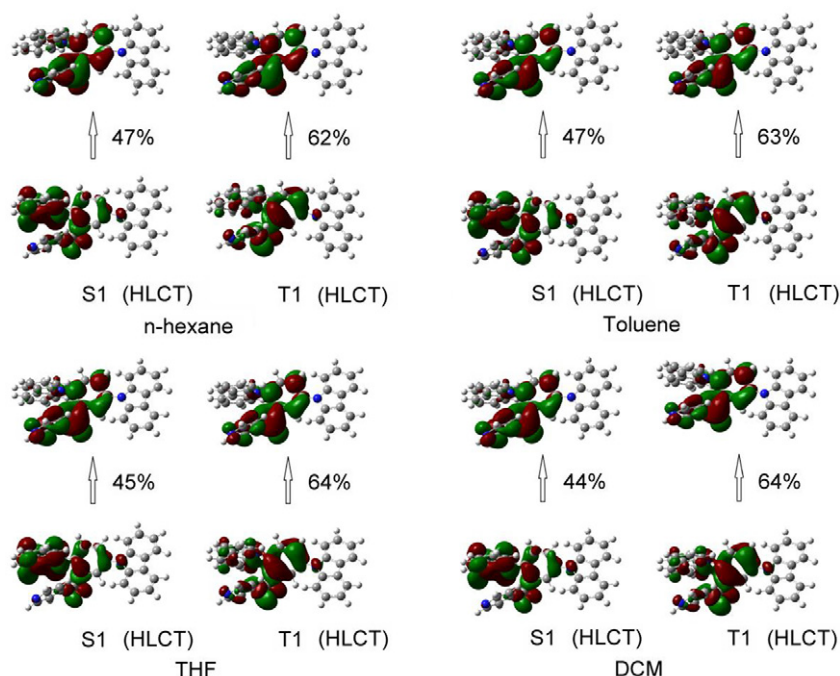 47%
62%
S1 (HLCT)
T1 (HLCT)
n-hexane
47%
63%
S1 (HLCT)
T1 (HLCT)
Toluene
45%
64%
S1 (HLCT)
T1 (HLCT)
THF
44%
64%
S1 (HLCT)
T1 (HLCT)
DCM